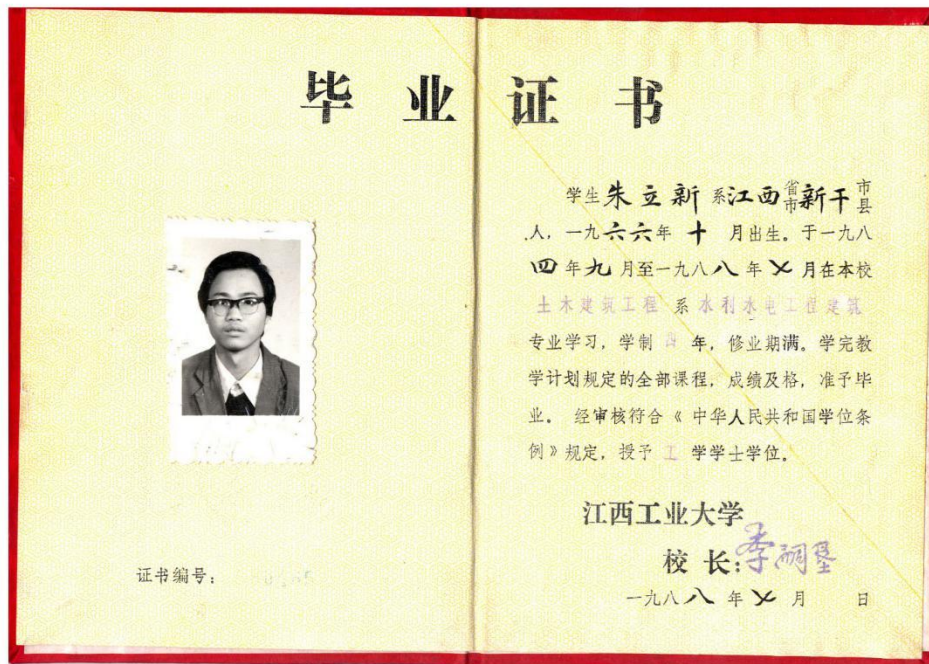 毕业证书
证书编号：
学生朱立新系江西省市新干市县
人，一九六六年十月出生。于一九八
四年九月至一九八八年七月在本校
土木建筑工程系水利水电工程建筑
专业学习，学制四年，修业期满。学完教
学计划规定的全部课程，成绩及格，准予毕
业。经审核符合《中华人民共和国学位条
例》规定，授予工学学士学位。
江西工业大学
校长：李嗣垦
一九八八年七月 日